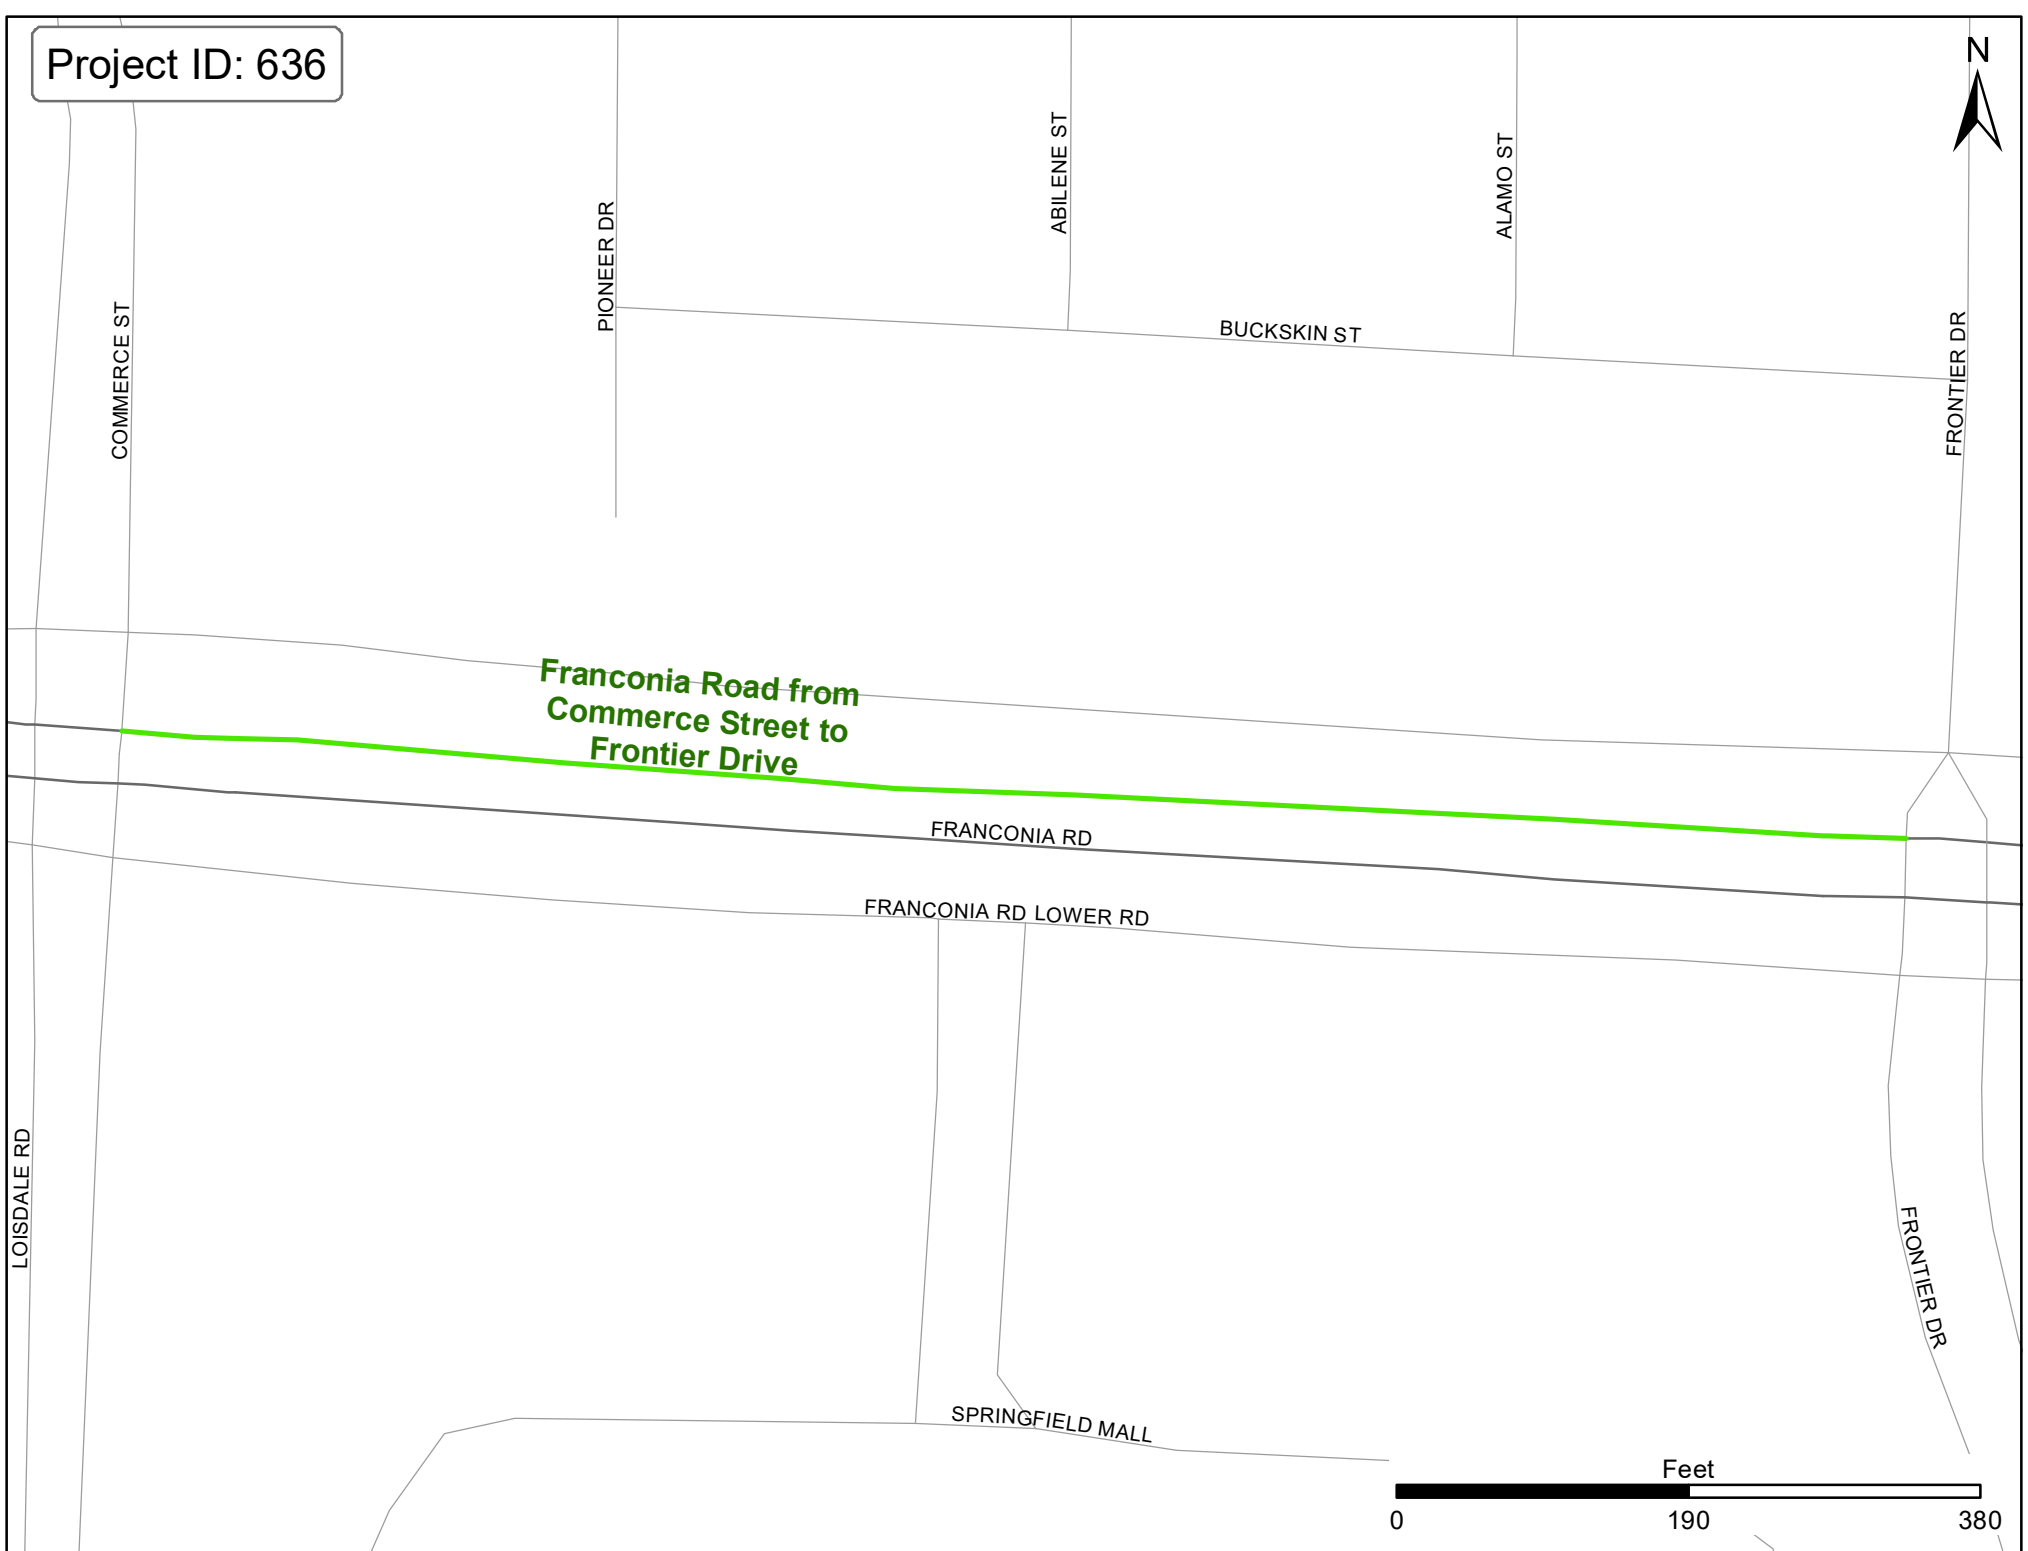 Project ID: 636
N
ABILENE ST
ALAMO ST
PIONEER DR
COMMERCE ST
BUCKSKIN ST
FRONTIER DR
Franconia Road from
Commerce Street to
Frontier Drive
FRANCONIA RD
FRANCONIA RD LOWER RD
LOISDALE RD
FRONTIER DR
SPRINGFIELD MALL
Feet
0 190 380